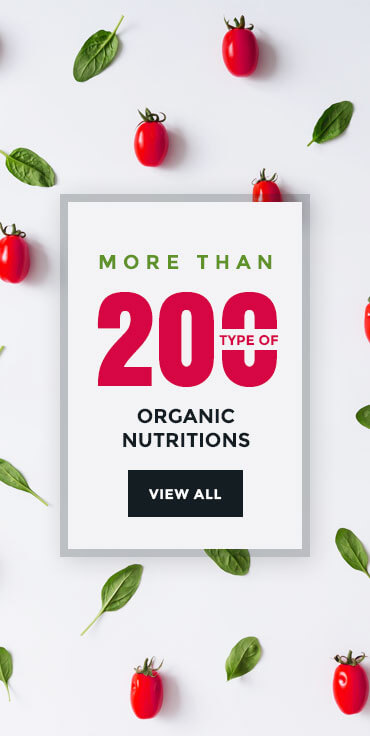 MORE THAN
200
TYPE OF
ORGANIC
NUTRITIONS
VIEW ALL